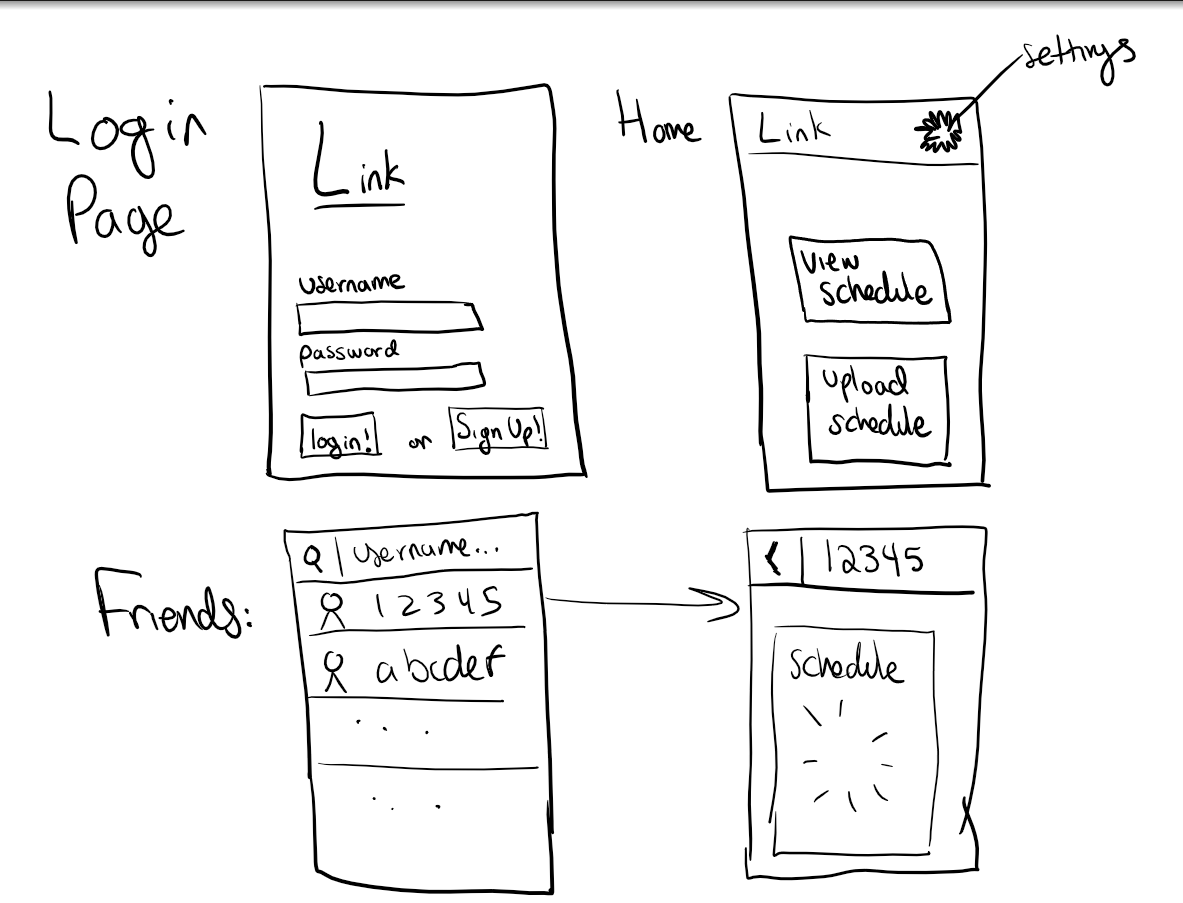 Login
Page
Link
username
password
login! or Sign Up!
Home
settings
Link
View
schedule
upload
schedule
Friends:
username...
12345
abcdef
...
...
12345
schedule